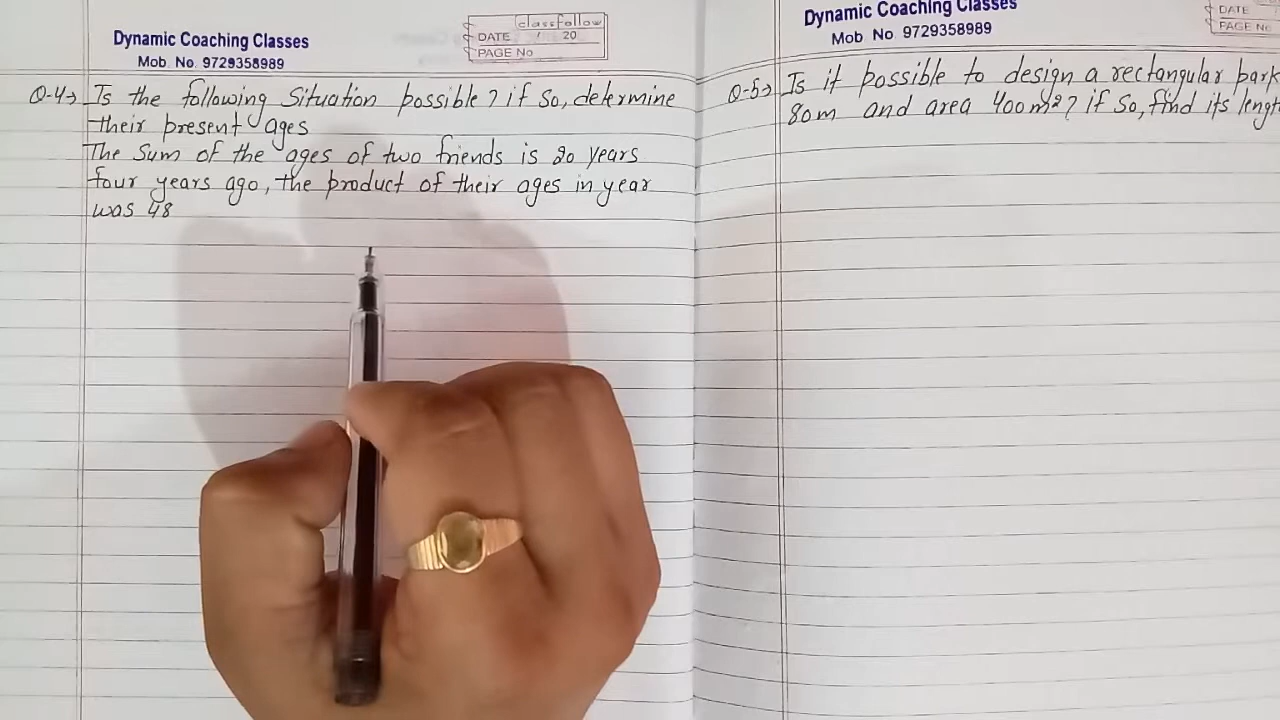 Dynamic Coaching Classes
Mob. No. 9729358989
classfollow
DATE / 20
PAGE No
Q-4→ Is the following Situation possible? if so, determine
their present ages
The Sum of the ages of two friends is 20 years
four years ago, the product of their ages in year
was 48
Dynamic Coaching Classes
Mob No 9729358989
DATE
PAGE No
Q-5→ Is it possible to design a rectangular park
80m and area 400m²? if so, find its lengt